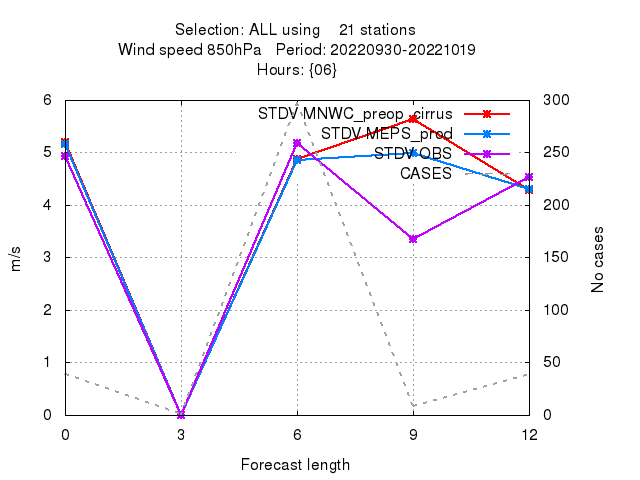 Selection: ALL using 21 stations
Wind speed 850hPa Period: 20220930-20221019
Hours: {06}
STDV MNWC_preop_cirrus
STDV MEPS_prod
STDV OBS
CASES
6
5
4
3
2
1
0
300
250
200
150
100
50
0
m/s
No cases
0 3 6 9 12
Forecast length